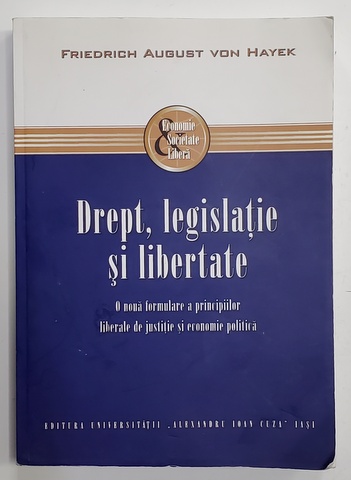 FRIEDRICH AUGUST VON HAYEK
Economie
& Societate
Liberă
Drept, legislaţie
şi libertate
O nouă formulare a principiilor
liberale de justiţie şi economie politică
EDITURA UNIVERSITĂŢII „ALEXANDRU IOAN CUZA" IAŞI